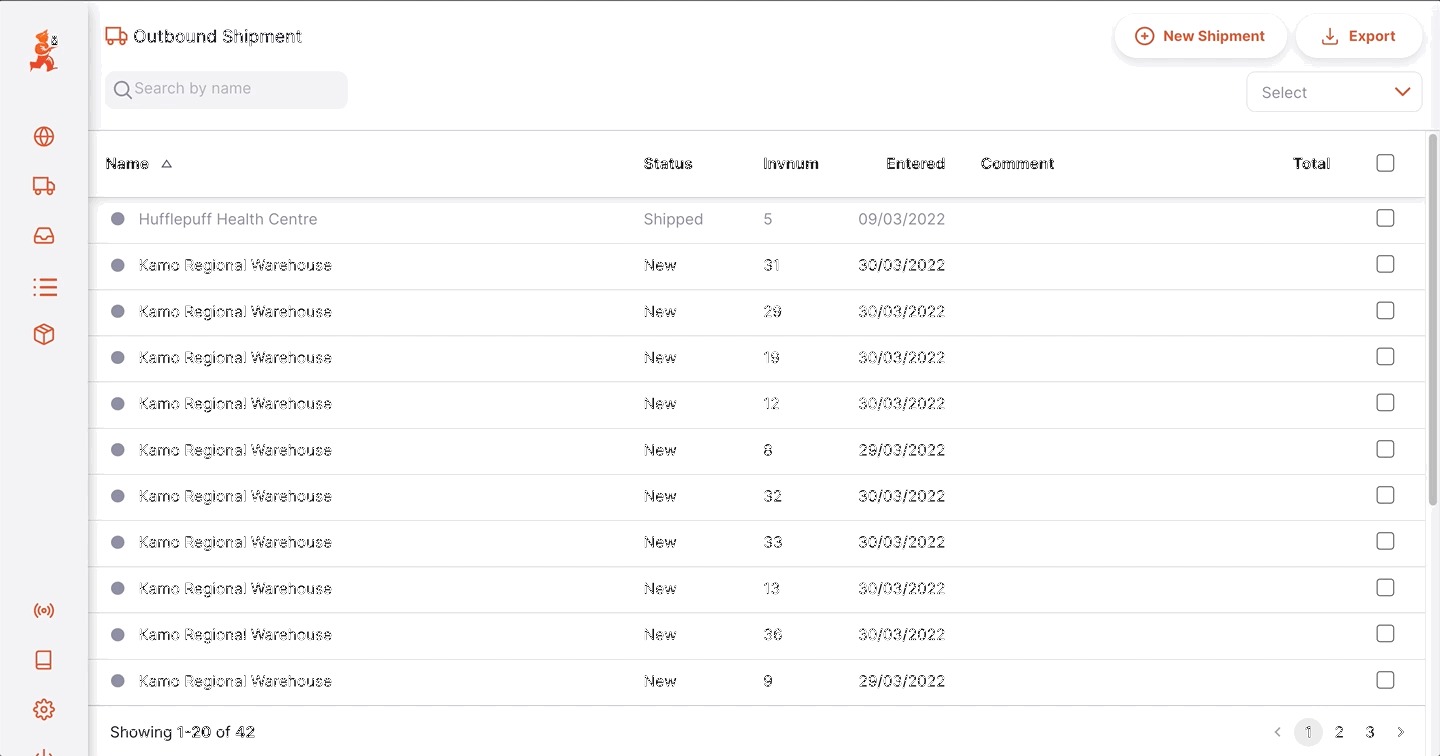 Outbound Shipment
New Shipment
Export
Search by name
Select
Name Status Invnum Entered Comment Total
Hufflepuff Health Centre Shipped 5 09/03/2022
Kamo Regional Warehouse New 31 30/03/2022
Kamo Regional Warehouse New 29 30/03/2022
Kamo Regional Warehouse New 19 30/03/2022
Kamo Regional Warehouse New 12 30/03/2022
Kamo Regional Warehouse New 8 29/03/2022
Kamo Regional Warehouse New 32 30/03/2022
Kamo Regional Warehouse New 33 30/03/2022
Kamo Regional Warehouse New 13 30/03/2022
Kamo Regional Warehouse New 36 30/03/2022
Kamo Regional Warehouse New 9 29/03/2022
Showing 1-20 of 42
1 2 3